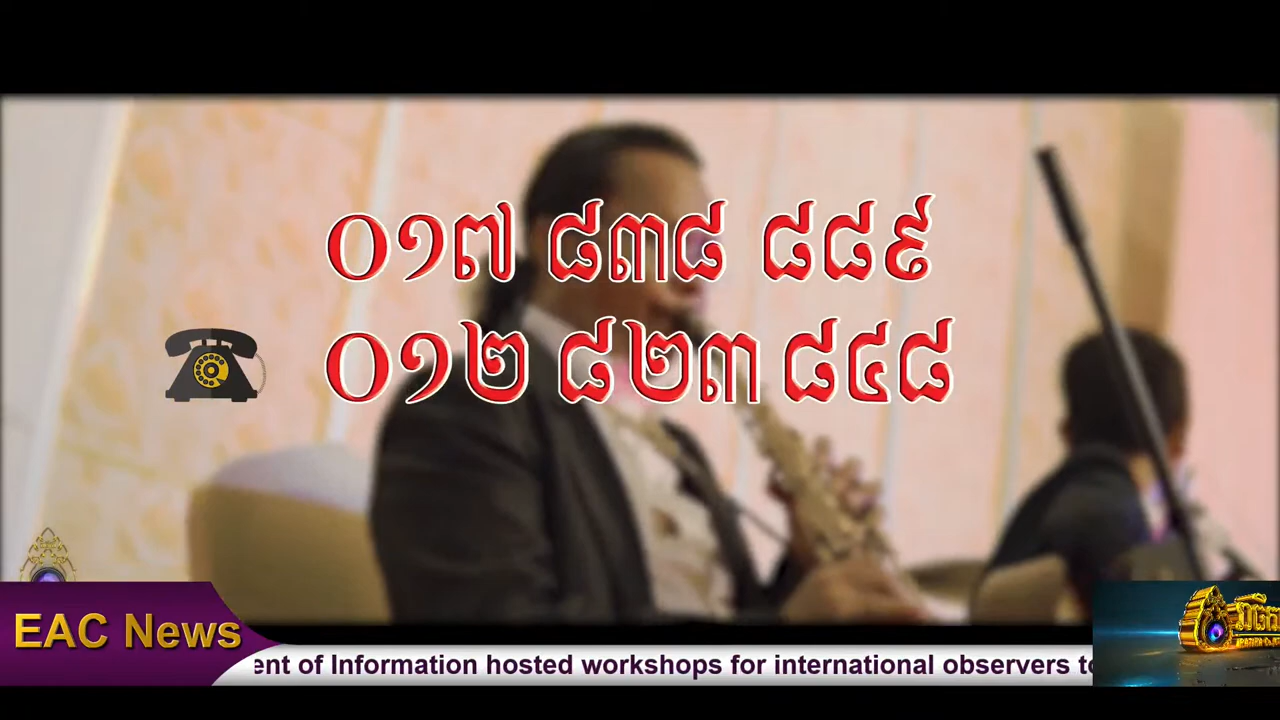 ០១៧ ៨៣៨ ៨៨៩
០១២ ៨២៣ ៨៤៨
EAC News
ent of Information hosted workshops for international observers to